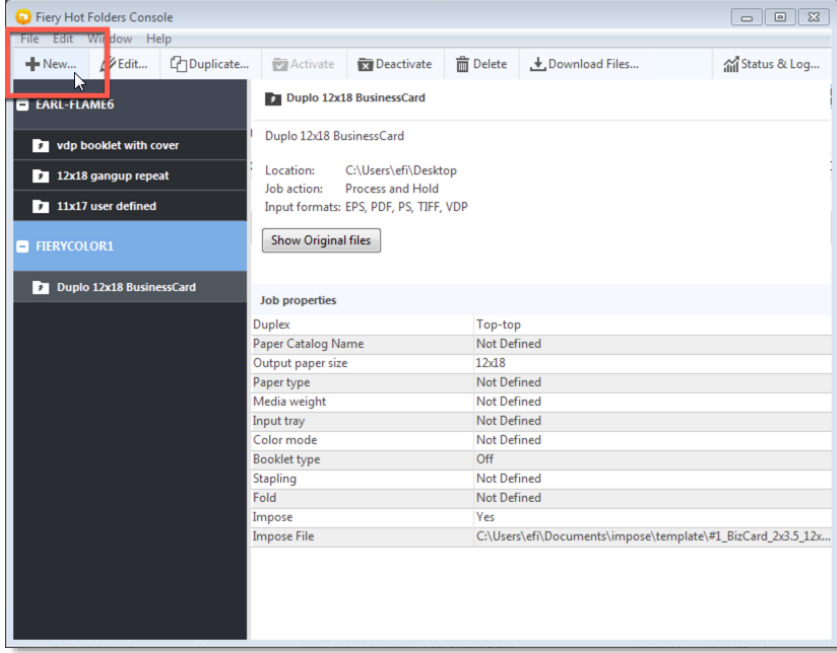 Fiery Hot Folders Console
File Edit Window Help
New... Edit... Duplicate... Activate Deactivate Delete Download Files... Status & Log...
EARL-FLAME6
vdp booklet with cover
12x18 gangup repeat
11x17 user defined
FIERYCOLOR1
Duplo 12x18 BusinessCard
Duplo 12x18 BusinessCard
Duplo 12x18 BusinessCard
Location: C:\Users\efi\Desktop
Job action: Process and Hold
Input formats: EPS, PDF, PS, TIFF, VDP
Show Original files
Job properties
Duplex Top-top
Paper Catalog Name Not Defined
Output paper size 12x18
Paper type Not Defined
Media weight Not Defined
Input tray Not Defined
Color mode Not Defined
Booklet type Off
Stapling Not Defined
Fold Not Defined
Impose Yes
Impose File C:\Users\efi\Documents\impose\template\#1_BizCard_2x3.5_12x...